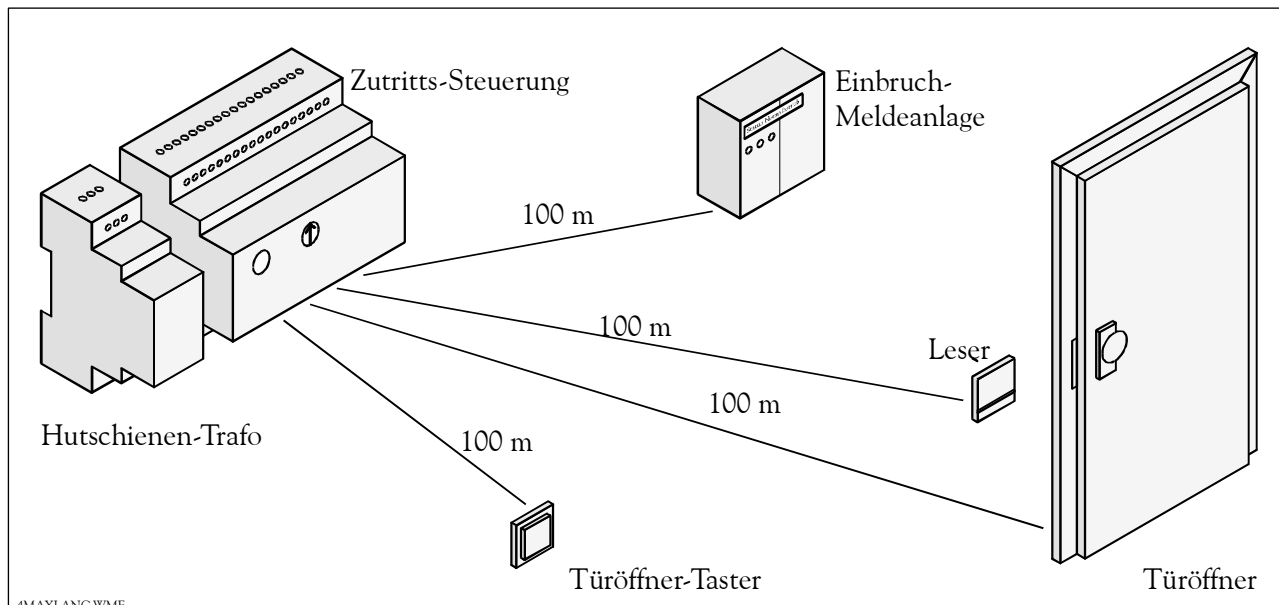 Zutritts-Steuerung
Einbruch-
Meldeanlage
100 m
100 m
Leser
100 m
Hutschienen-Trafo
100 m
Türöffner-Taster
Türöffner